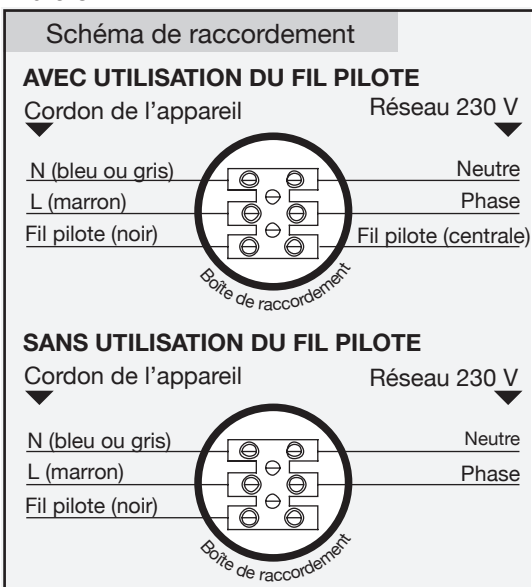 Schéma de raccordement
AVEC UTILISATION DU FIL PILOTE
Cordon de l'appareil Réseau 230 V
N (bleu ou gris) Neutre
L (marron) Phase
Fil pilote (noir) Fil pilote (centrale)
Boîte de raccordement
SANS UTILISATION DU FIL PILOTE
Cordon de l'appareil Réseau 230 V
N (bleu ou gris) Neutre
L (marron) Phase
Fil pilote (noir)
Boîte de raccordement